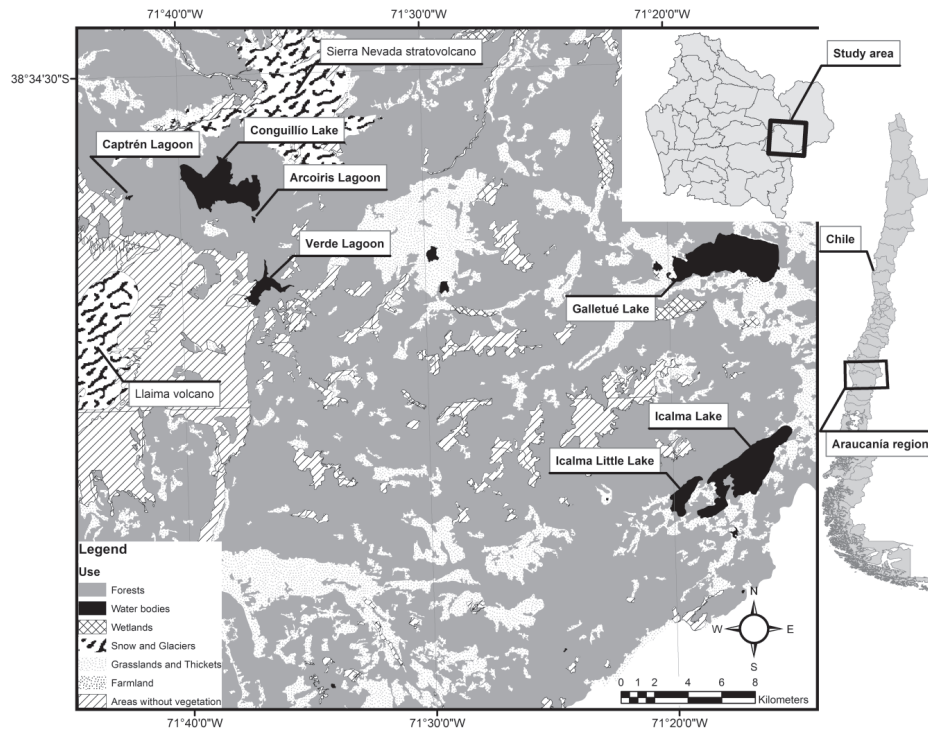 71°40'0"W
71°30'0"W
71°20'0"W
38°34'30"S
Sierra Nevada stratovolcano
Study area
Captrén Lagoon
Conguillio Lake
Arcoiris Lagoon
Verde Lagoon
Chile
Galletué Lake
Llaima volcano
Icalma Lake
Icalma Little Lake
Araucanía region
Legend
Use
Forests
Water bodies
Wetlands
Snow and Glaciers
Grasslands and Thickets
Farmland
Areas without vegetation
N
W E
S
0 1 2 4 6 8
Kilometers
71°40'0"W
71°30'0"W
71°20'0"W